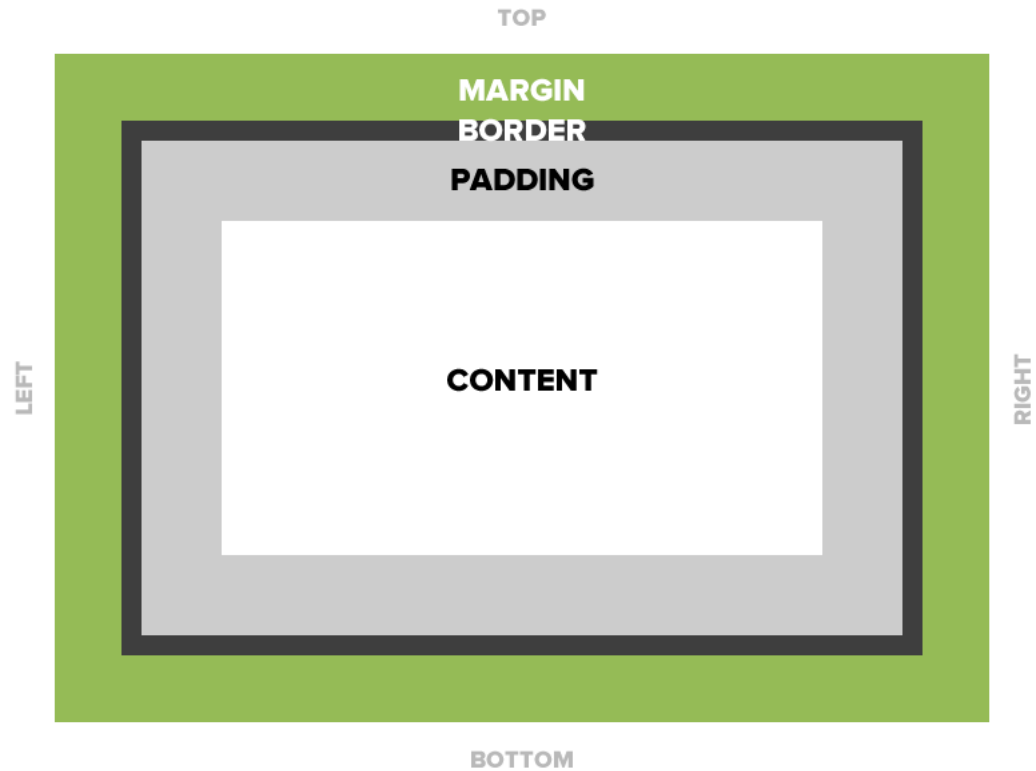 TOP
MARGIN
BORDER
PADDING
LEFT
CONTENT
RIGHT
BOTTOM